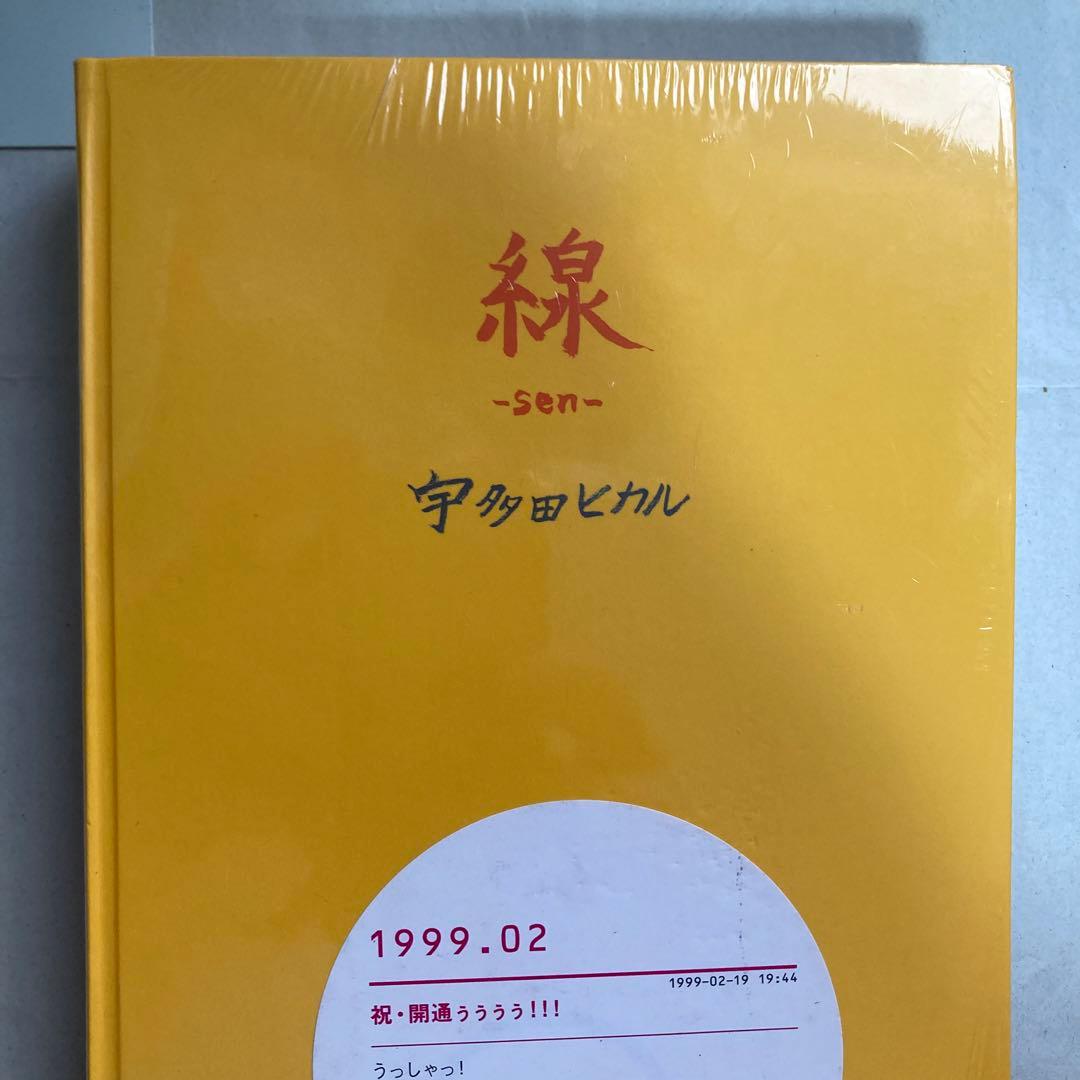 線
-sen-
宇多田ヒカル
1999.02
1999-02-19 19:44
祝・開通ぅぅぅぅ!!!
うっしゃっ!